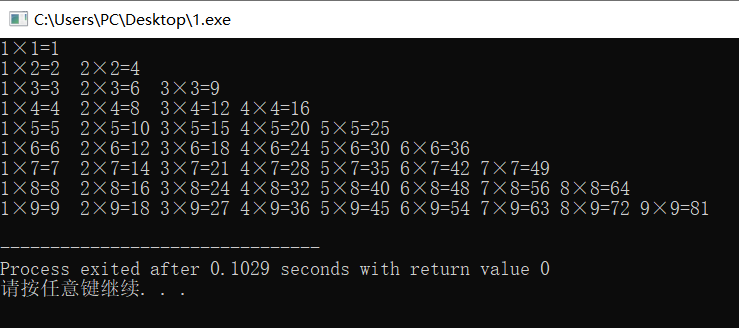 C:\Users\PC\Desktop\1.exe
1×1=1
1×2=2  2×2=4
1×3=3  2×3=6  3×3=9
1×4=4  2×4=8  3×4=12 4×4=16
1×5=5  2×5=10 3×5=15 4×5=20 5×5=25
1×6=6  2×6=12 3×6=18 4×6=24 5×6=30 6×6=36
1×7=7  2×7=14 3×7=21 4×7=28 5×7=35 6×7=42 7×7=49
1×8=8  2×8=16 3×8=24 4×8=32 5×8=40 6×8=48 7×8=56 8×8=64
1×9=9  2×9=18 3×9=27 4×9=36 5×9=45 6×9=54 7×9=63 8×9=72 9×9=81
--------------------------------
Process exited after 0.1029 seconds with return value 0
请按任意键继续. . .